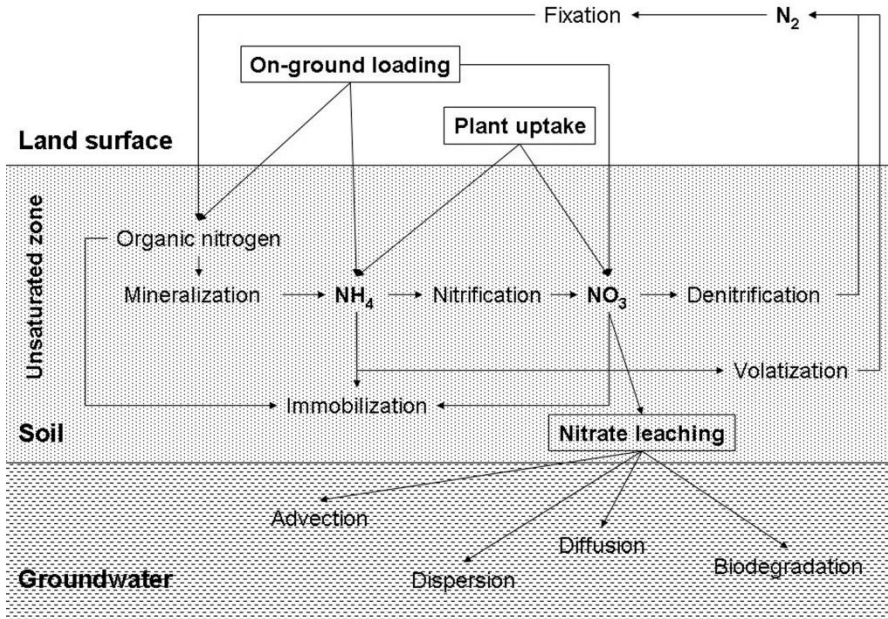 Fixation
N₂
On-ground loading
Plant uptake
Land surface
Unsaturated zone
Organic nitrogen
Mineralization
NH₄
Nitrification
NO₃
Denitrification
Volatization
Immobilization
Soil
Nitrate leaching
Advection
Diffusion
Biodegradation
Dispersion
Groundwater